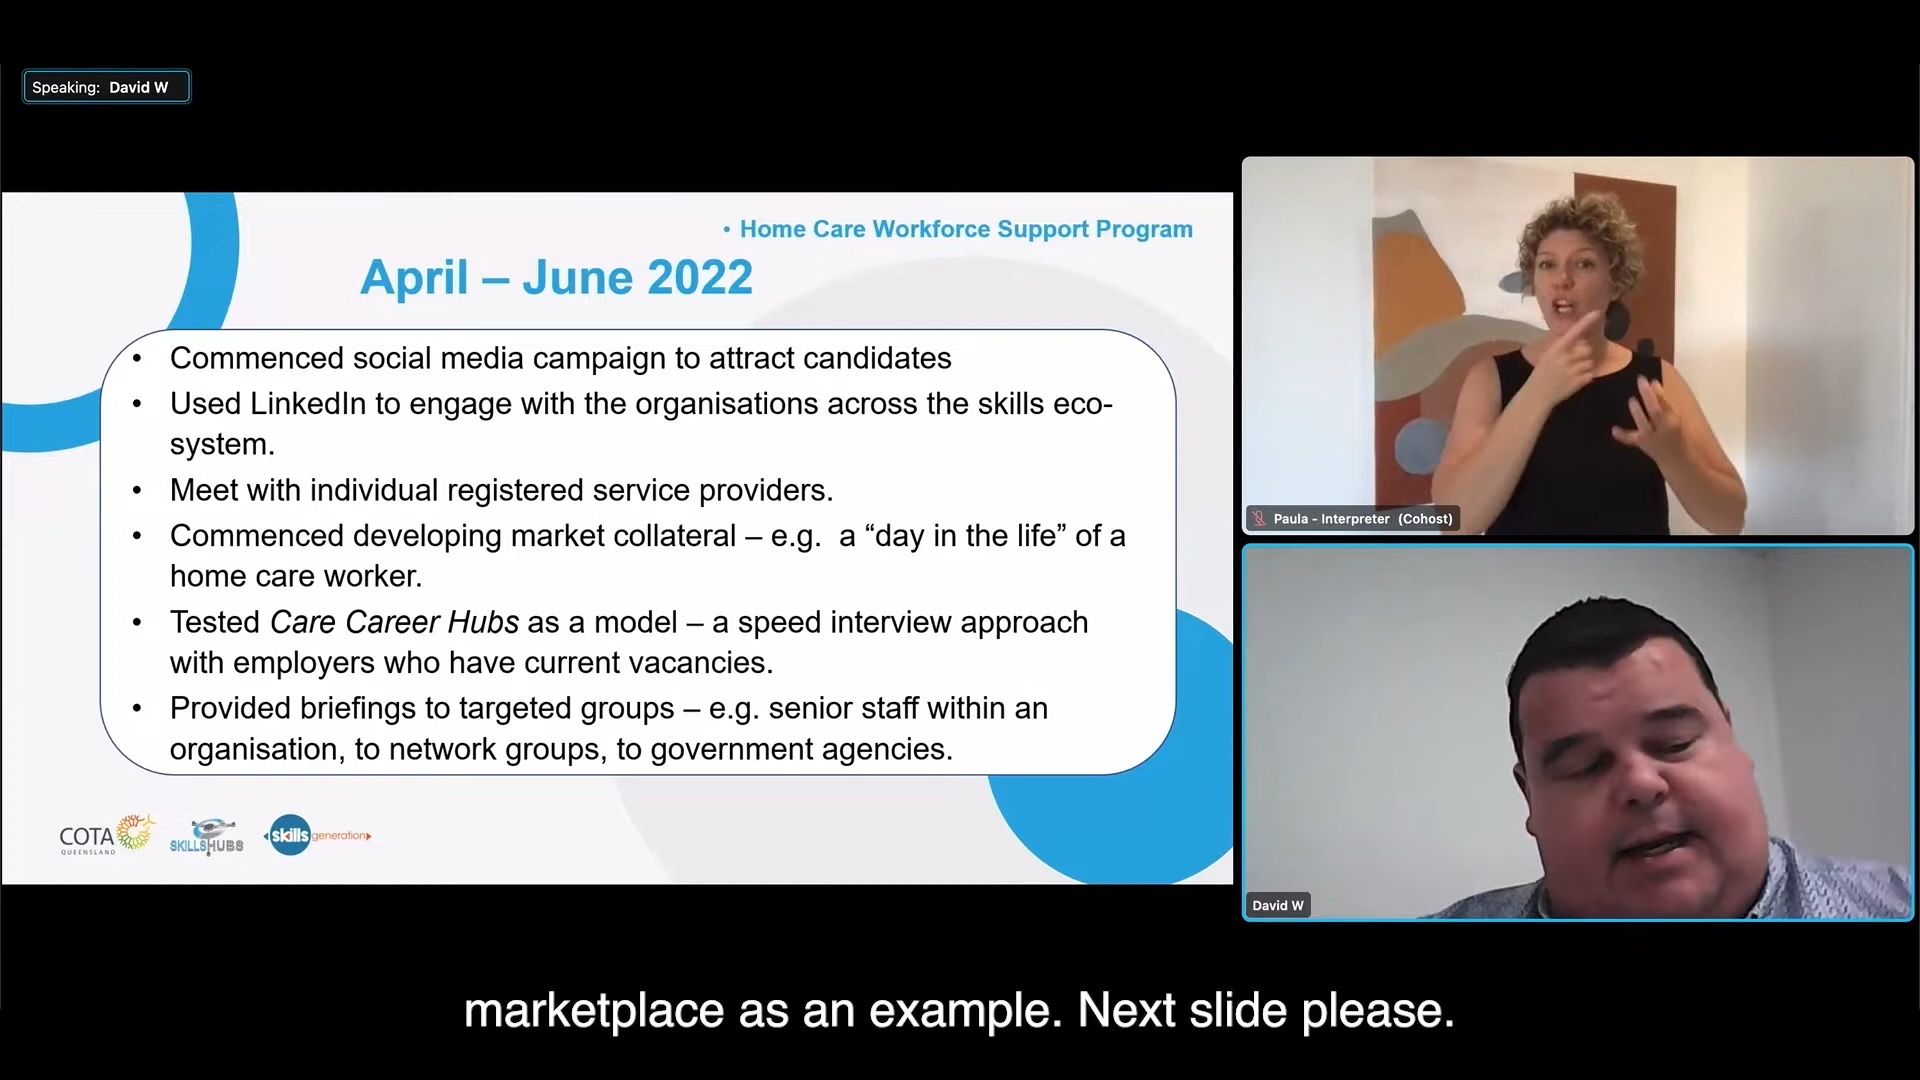 Speaking: David W
• Home Care Workforce Support Program
April – June 2022
• Commenced social media campaign to attract candidates
• Used LinkedIn to engage with the organisations across the skills eco-
system.
• Meet with individual registered service providers.
• Commenced developing market collateral – e.g.  a “day in the life” of a
home care worker.
• Tested Care Career Hubs as a model – a speed interview approach
with employers who have current vacancies.
• Provided briefings to targeted groups – e.g. senior staff within an
organisation, to network groups, to government agencies.
COTA
QUEENSLAND
SKILLSHUBS
skills generation
Paula - Interpreter (Cohost)
David W
marketplace as an example. Next slide please.